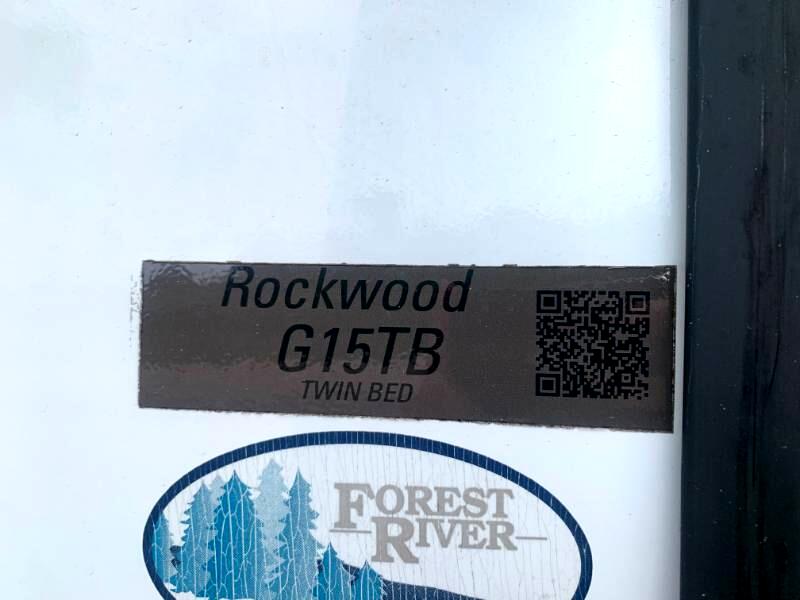 Rockwood
G15TB
TWIN BED
FOREST
RIVER